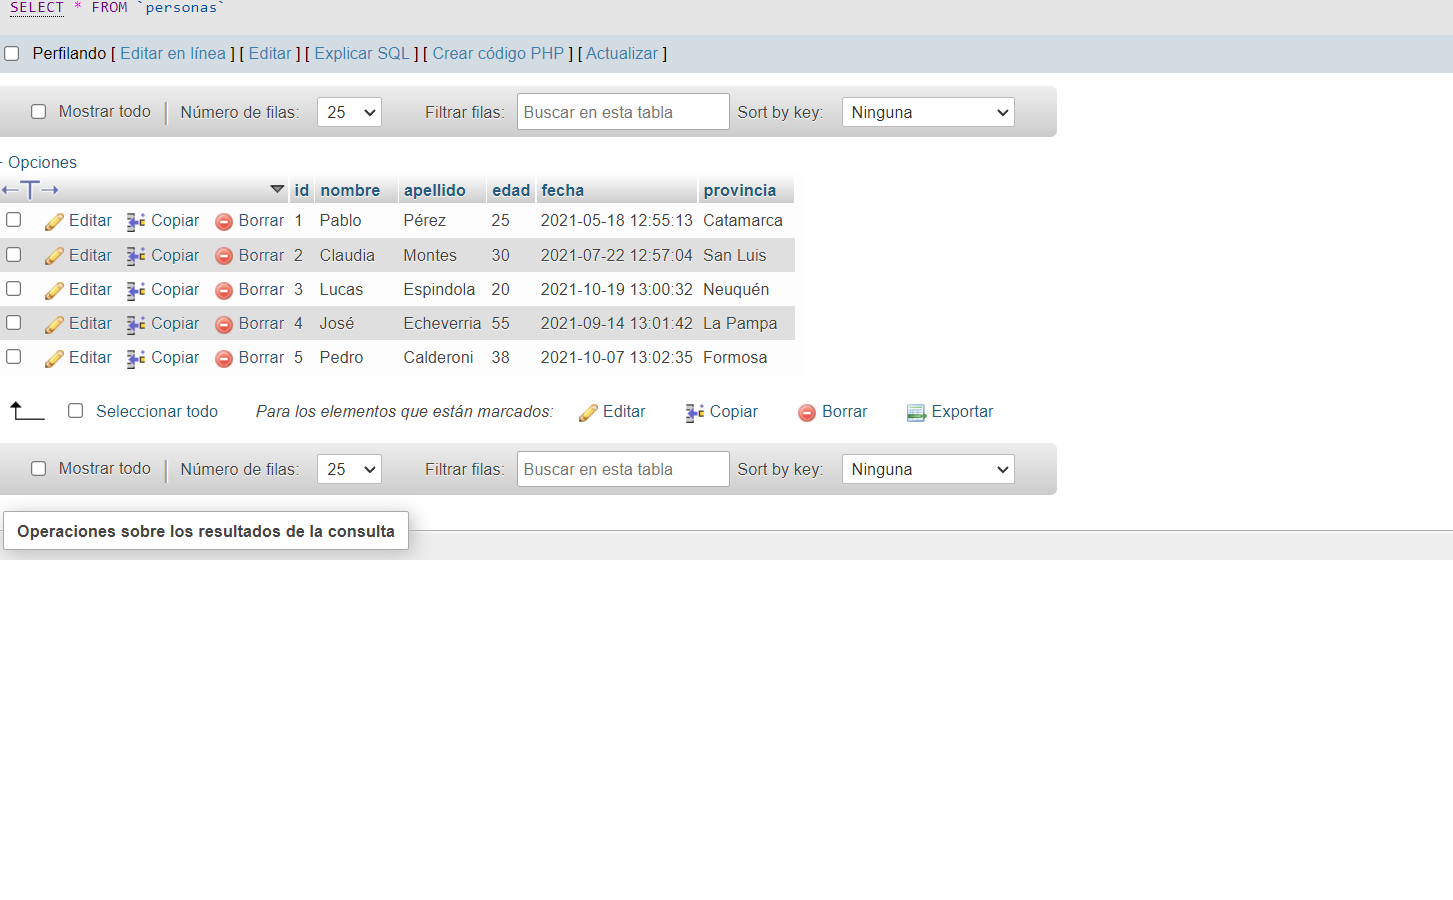 SELECT * FROM `personas`
Perfilando [ Editar en línea ] [ Editar ] [ Explicar SQL ] [ Crear código PHP ] [ Actualizar ]
Mostrar todo Número de filas: 25 Filtrar filas: Buscar en esta tabla Sort by key: Ninguna
Opciones
id nombre apellido edad fecha provincia
Editar Copiar Borrar 1 Pablo Pérez 25 2021-05-18 12:55:13 Catamarca
Editar Copiar Borrar 2 Claudia Montes 30 2021-07-22 12:57:04 San Luis
Editar Copiar Borrar 3 Lucas Espindola 20 2021-10-19 13:00:32 Neuquén
Editar Copiar Borrar 4 José Echeverria 55 2021-09-14 13:01:42 La Pampa
Editar Copiar Borrar 5 Pedro Calderoni 38 2021-10-07 13:02:35 Formosa
Seleccionar todo Para los elementos que están marcados: Editar Copiar Borrar Exportar
Mostrar todo Número de filas: 25 Filtrar filas: Buscar en esta tabla Sort by key: Ninguna
Operaciones sobre los resultados de la consulta